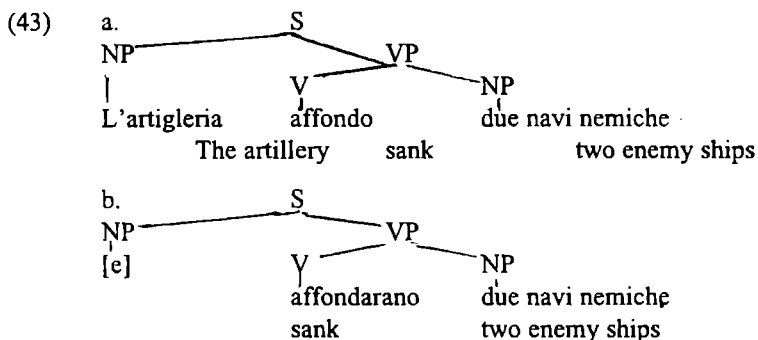 (43) a. S
NP VP
V NP
L'artigleria affondo due navi nemiche
The artillery sank two enemy ships
b. S
NP VP
[e] V NP
affondarano due navi nemiche
sank two enemy ships